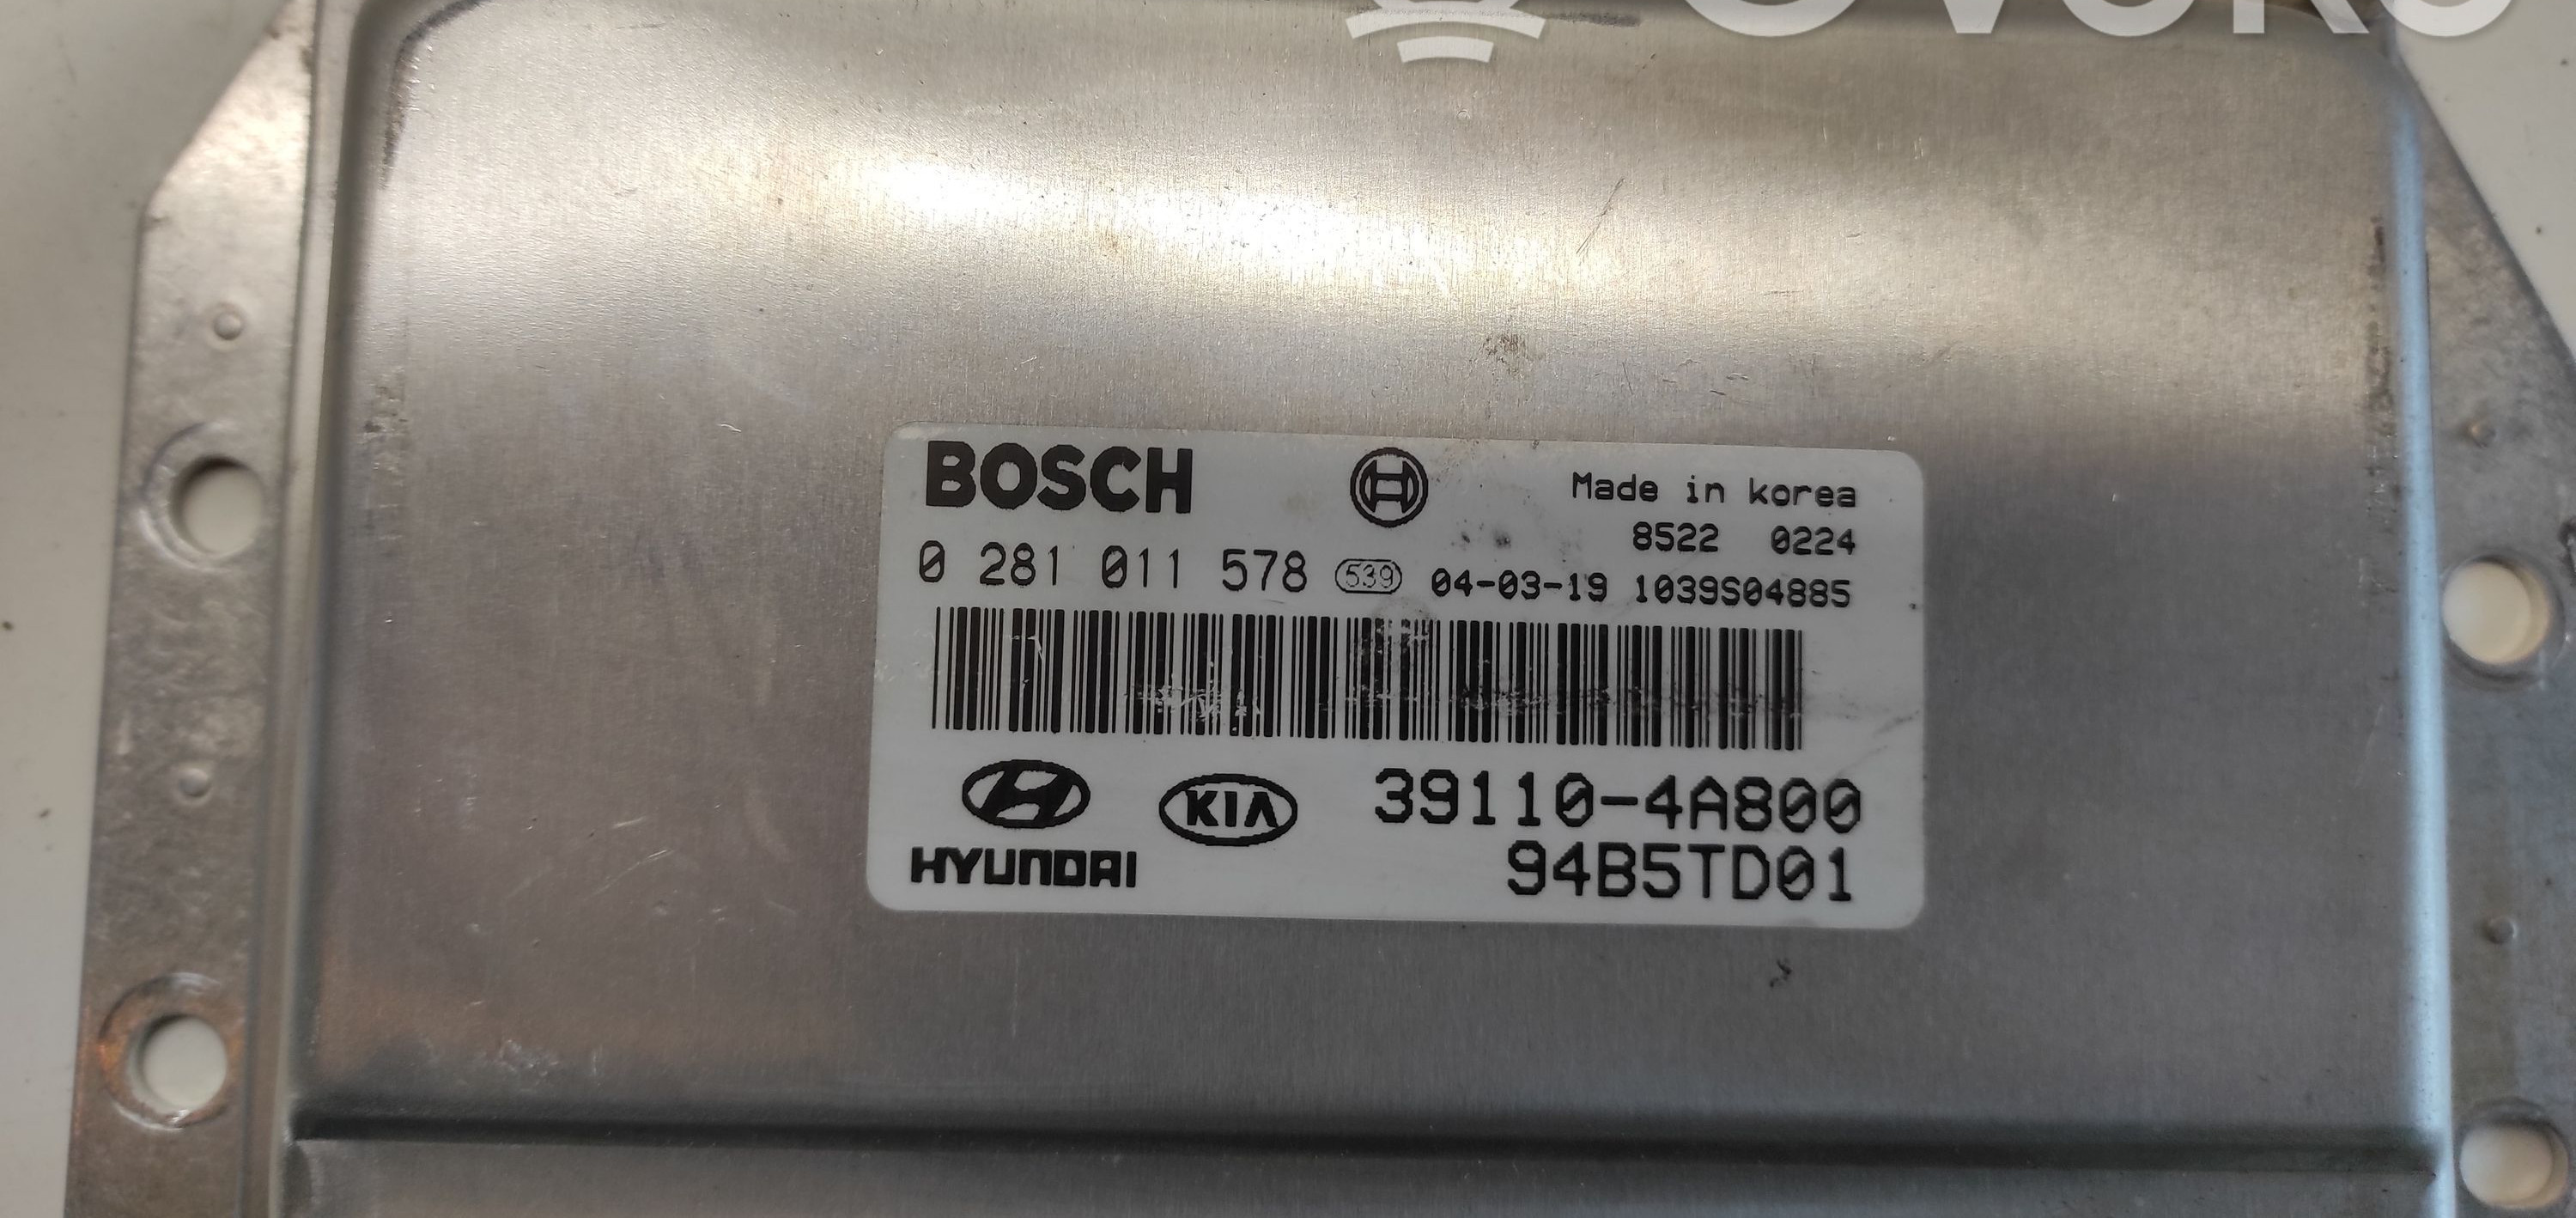 BOSCH
Made in korea
8522 0224
0 281 011 578 539 04-03-19 1039S04885
KIA 39110-4A800
HYUNDAI 94B5TD01